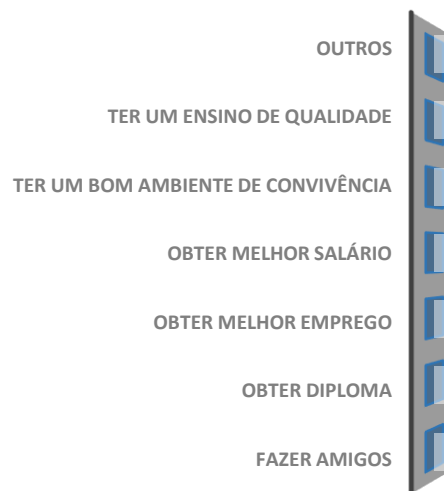 OUTROS
TER UM ENSINO DE QUALIDADE
TER UM BOM AMBIENTE DE CONVIVÊNCIA
OBTER MELHOR SALÁRIO
OBTER MELHOR EMPREGO
OBTER DIPLOMA
FAZER AMIGOS